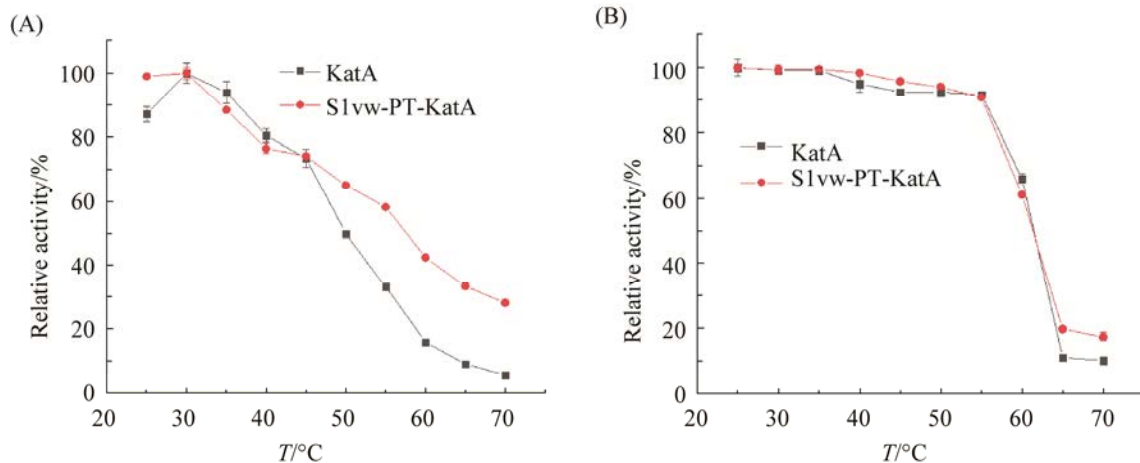 (A)
Relative activity/%
100
80
60
40
20
0
KatA
S1vw-PT-KatA
20 30 40 50 60 70
T/°C
(B)
Relative activity/%
100
80
60
40
20
0
KatA
S1vw-PT-KatA
20 30 40 50 60 70
T/°C